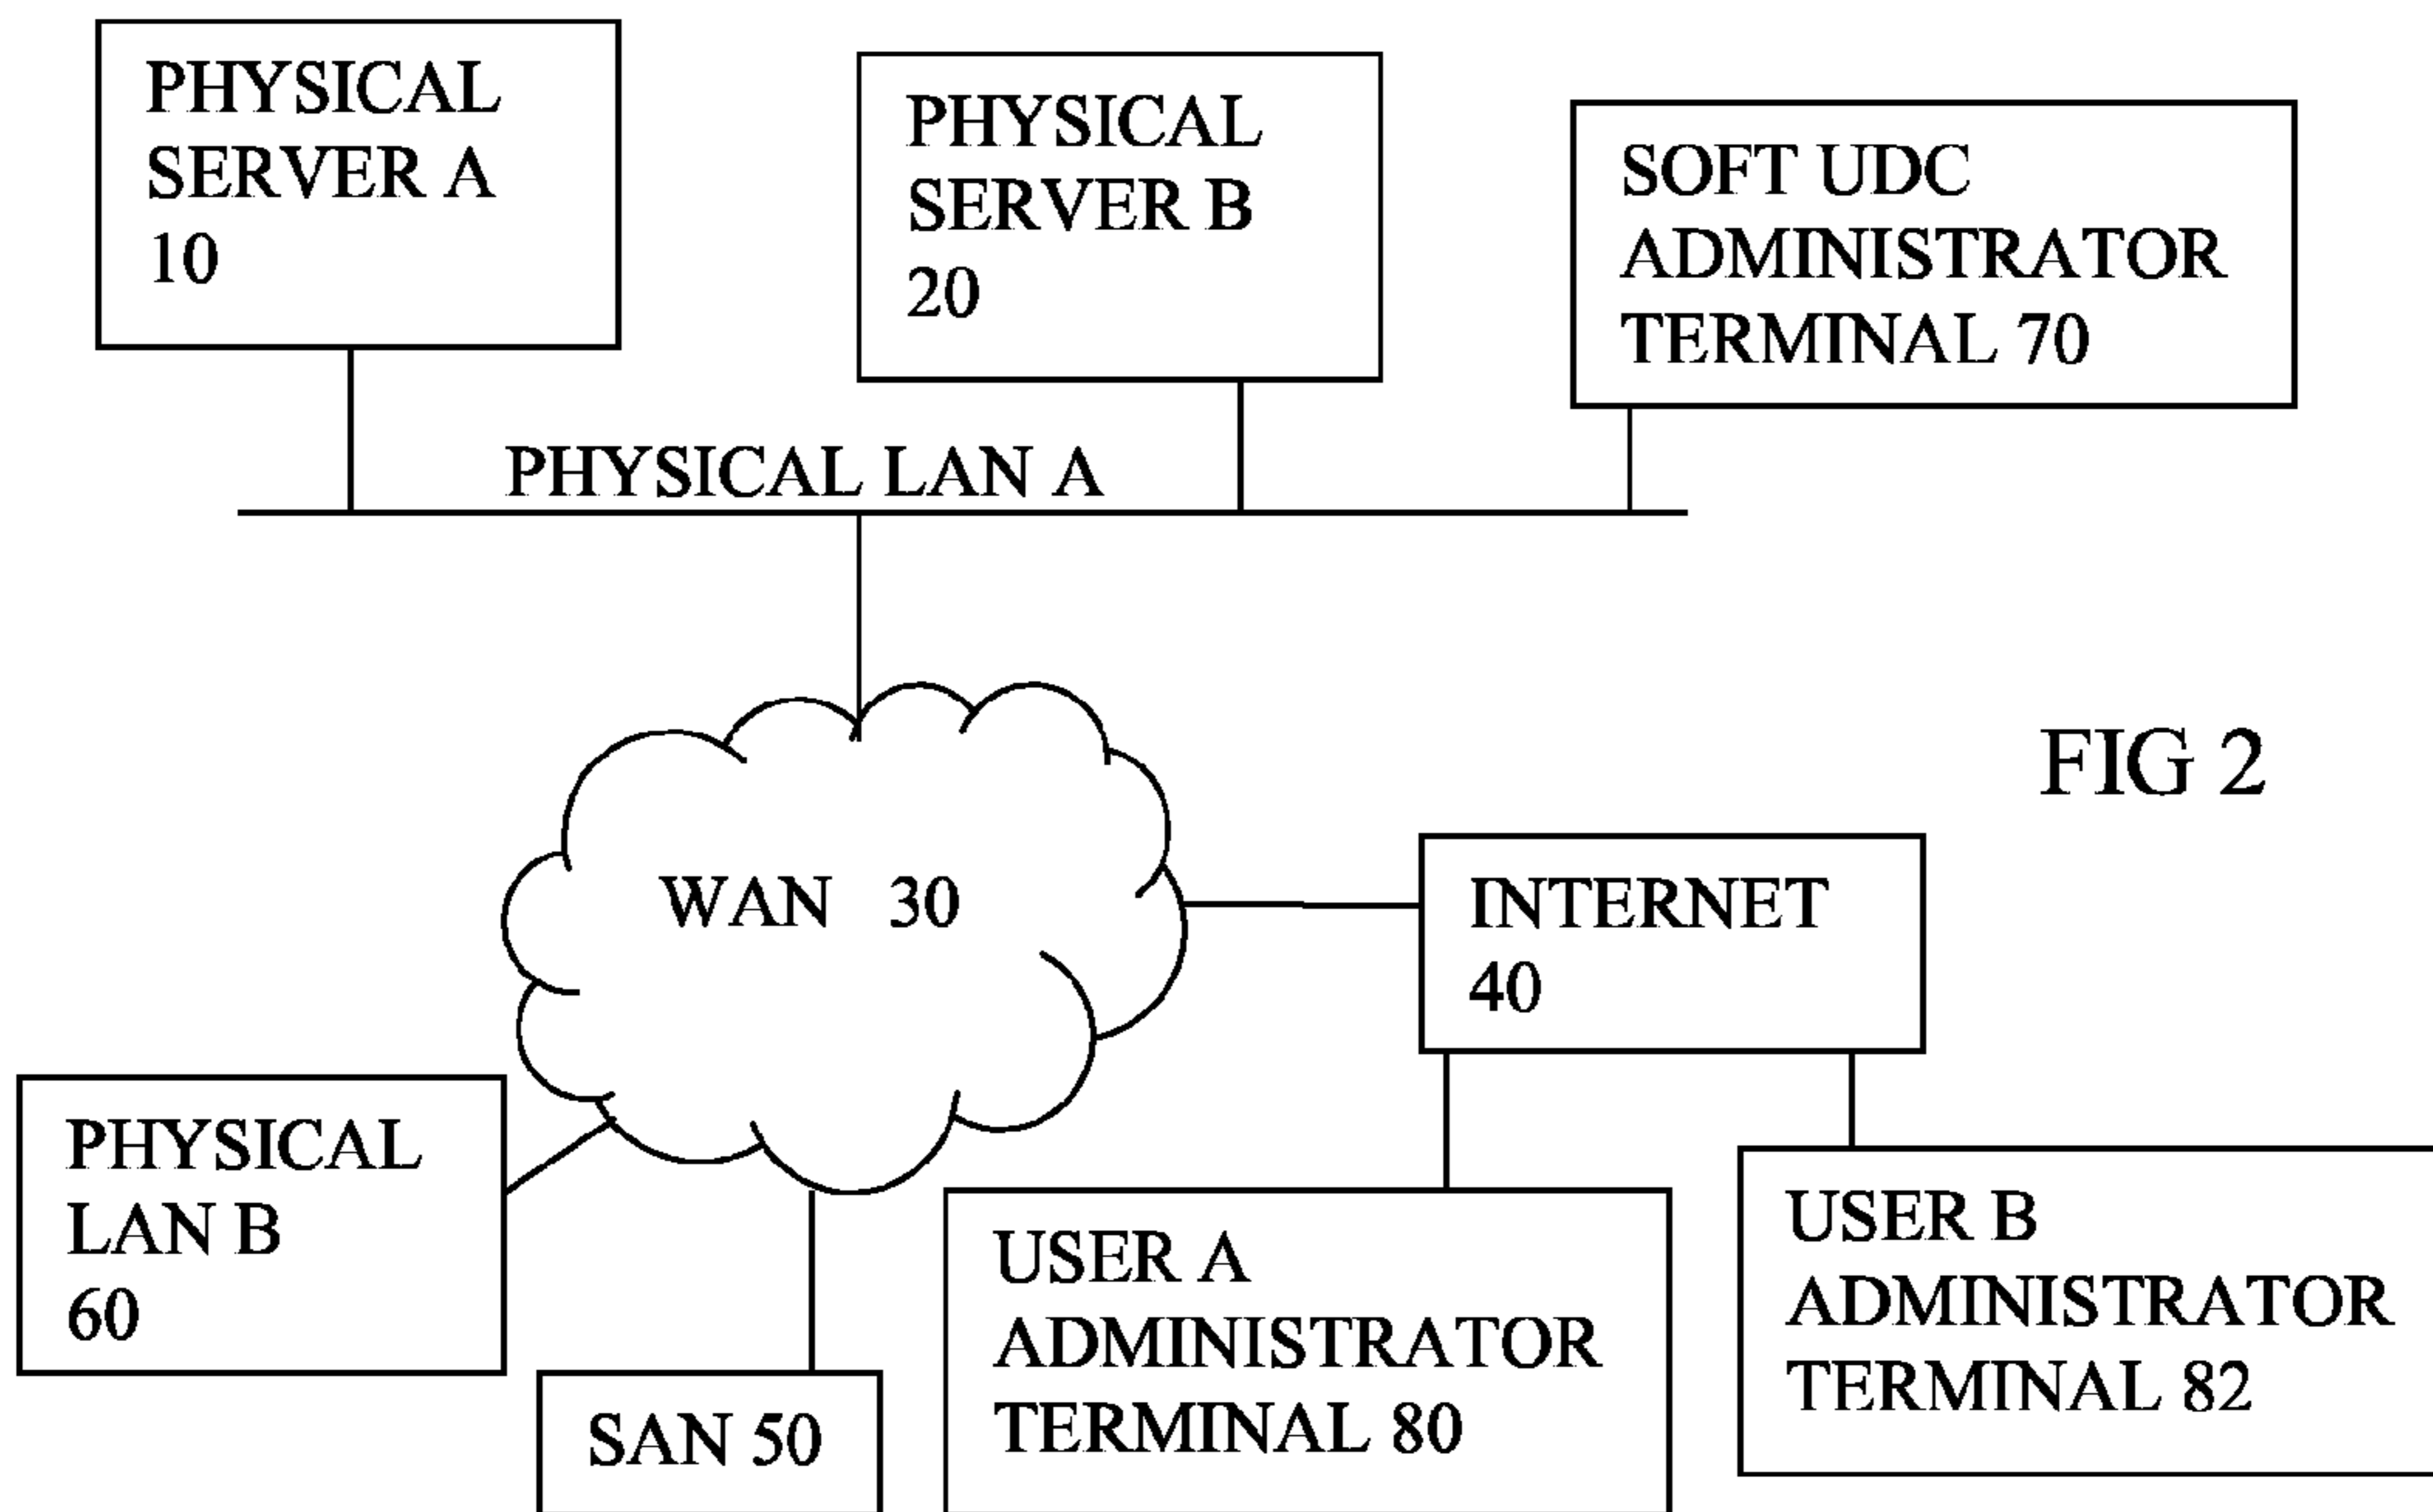 PHYSICAL
SERVER A
10
PHYSICAL
SERVER B
20
SOFT UDC
ADMINISTRATOR
TERMINAL 70
PHYSICAL LAN A
FIG 2
WAN 30
INTERNET
40
PHYSICAL
LAN B
60
SAN 50
USER A
ADMINISTRATOR
TERMINAL 80
USER B
ADMINISTRATOR
TERMINAL 82